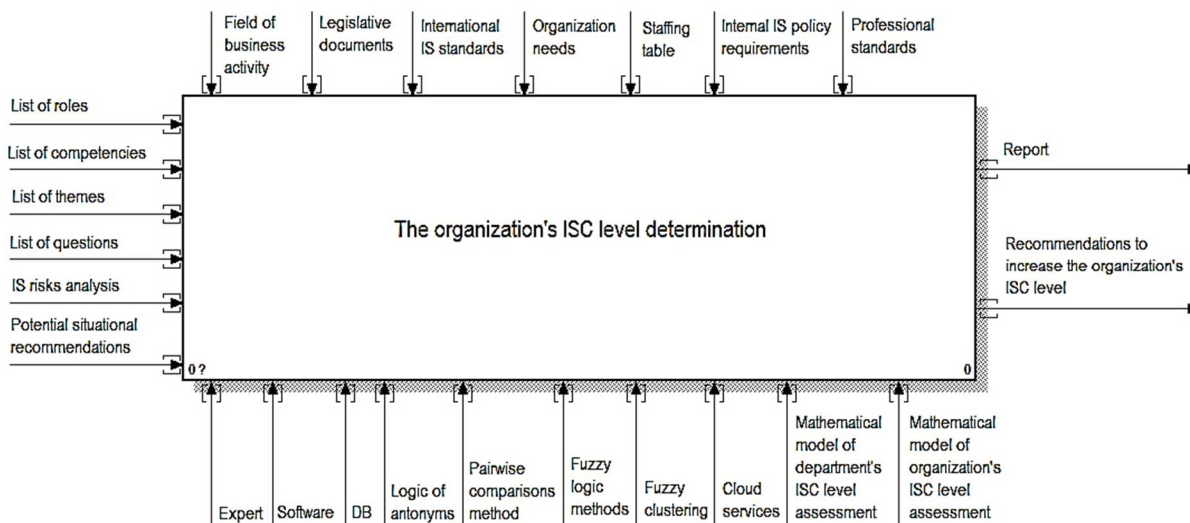 Field of
business
activity
Legislative
documents
International
IS standards
Organization
needs
Staffing
table
Internal IS policy
requirements
Professional
standards
List of roles
List of competencies
List of themes
List of questions
IS risks analysis
Potential situational
recommendations
The organization's ISC level determination
Report
Recommendations to
increase the organization's
ISC level
0 ?
0
Expert
Software
DB
Logic of
antonyms
Pairwise
comparisons
method
Fuzzy
logic
methods
Fuzzy
clustering
Cloud
services
Mathematical
model of
department's
ISC level
assessment
Mathematical
model of
organization's
ISC level
assessment